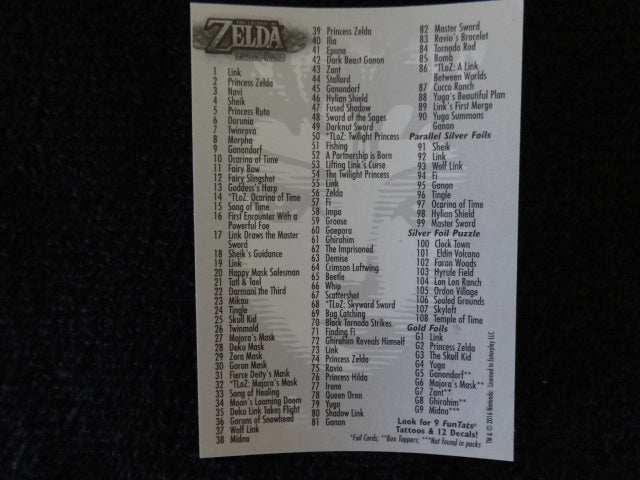 THE LEGEND OF
ZELDA
1 Link
2 Princess Zelda
3 Navi
4 Sheik
5 Princess Ruto
6 Darunia
7 Twinrova
8 Morpha
9 Ganondorf
10 Ocarina of Time
11 Fairy Bow
12 Fairy Slingshot
13 Goddess's Harp
14 *TLoZ: Ocarina of Time
15 Song of Time
16 First Encounter With a
Powerful Foe
17 Link Draws the Master
Sword
18 Sheik's Guidance
19 Link
20 Happy Mask Salesman
21 Tatl & Tael
22 Darmani the Third
23 Mikau
24 Tingle
25 Skull Kid
26 Twinmold
27 Majora's Mask
28 Deku Mask
29 Zora Mask
30 Goron Mask
31 Fierce Deity's Mask
32 *TLoZ: Majora's Mask
33 Song of Healing
34 Moon's Looming Doom
35 Deku Link Takes Flight
36 Gorons of Snowhead
37 Wolf Link
38 Midna
39 Princess Zelda
40 Ilia
41 Epona
42 Dark Beast Ganon
43 Zant
44 Stallord
45 Ganondorf
46 Hylian Shield
47 Fused Shadow
48 Sword of the Sages
49 Darknut Sword
50 *TLoZ: Twilight Princess
51 Fishing
52 A Partnership is Born
53 Lifting Link's Curse
54 The Twilight Princess
55 Link
56 Zelda
57 Fi
58 Impa
59 Groose
60 Gaepora
61 Ghirahim
62 The Imprisoned
63 Demise
64 Crimson Loftwing
65 Beetle
66 Whip
67 Scattershot
68 *TLoZ: Skyward Sword
69 Bug Catching
70 Black Tornado Strikes
71 Finding Fi
72 Ghirahim Reveals Himself
73 Link
74 Princess Zelda
75 Ravio
76 Princess Hilda
77 Irene
78 Queen Oren
79 Yuga
80 Shadow Link
81 Ganon
82 Master Sword
83 Ravio's Bracelet
84 Tornado Rod
85 Bomb
86 *TLoZ: A Link
Between Worlds
87 Cucco Ranch
88 Yuga's Beautiful Plan
89 Link's First Merge
90 Yuga Summons
Ganon
Parallel Silver Foils
91 Sheik
92 Link
93 Wolf Link
94 Fi
95 Ganon
96 Tingle
97 Ocarina of Time
98 Hylian Shield
99 Master Sword
Silver Foil Puzzle
100 Clock Town
101 Eldin Volcano
102 Faron Woods
103 Hyrule Field
104 Lon Lon Ranch
105 Ordon Village
106 Sealed Grounds
107 Skyloft
108 Temple of Time
Gold Foils
G1 Link
G2 Princess Zelda
G3 The Skull Kid
G4 Yuga
G5 Ganondorf**
G6 Majora's Mask**
G7 Zant**
G8 Ghirahim**
G9 Midna***
Look for 9 FunTats®
Tattoos & 12 Decals!
*Foil Cards; **Box Toppers; ***Not found in packs
TM & © 2016 Nintendo. Licensed to Enterplay LLC.